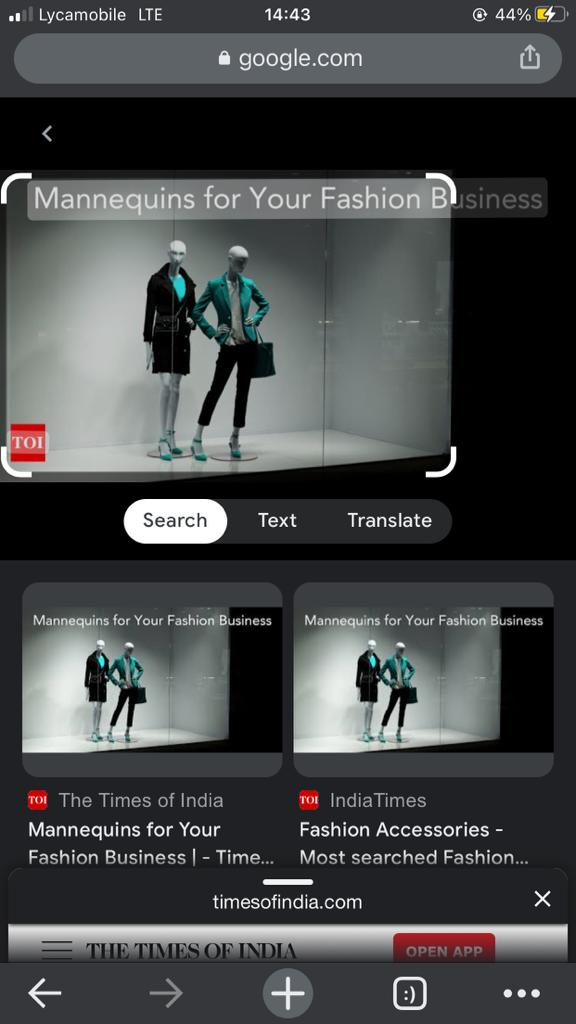 Lycamobile LTE 14:43 44%
google.com
Mannequins for Your Fashion Business
TOI
Search Text Translate
Mannequins for Your Fashion Business
Mannequins for Your Fashion Business
TOI The Times of India
Mannequins for Your
Fashion Business | - Time...
TOI IndiaTimes
Fashion Accessories -
Most searched Fashion...
timesofindia.com
THE TIMES OF INDIA
OPEN APP
:)